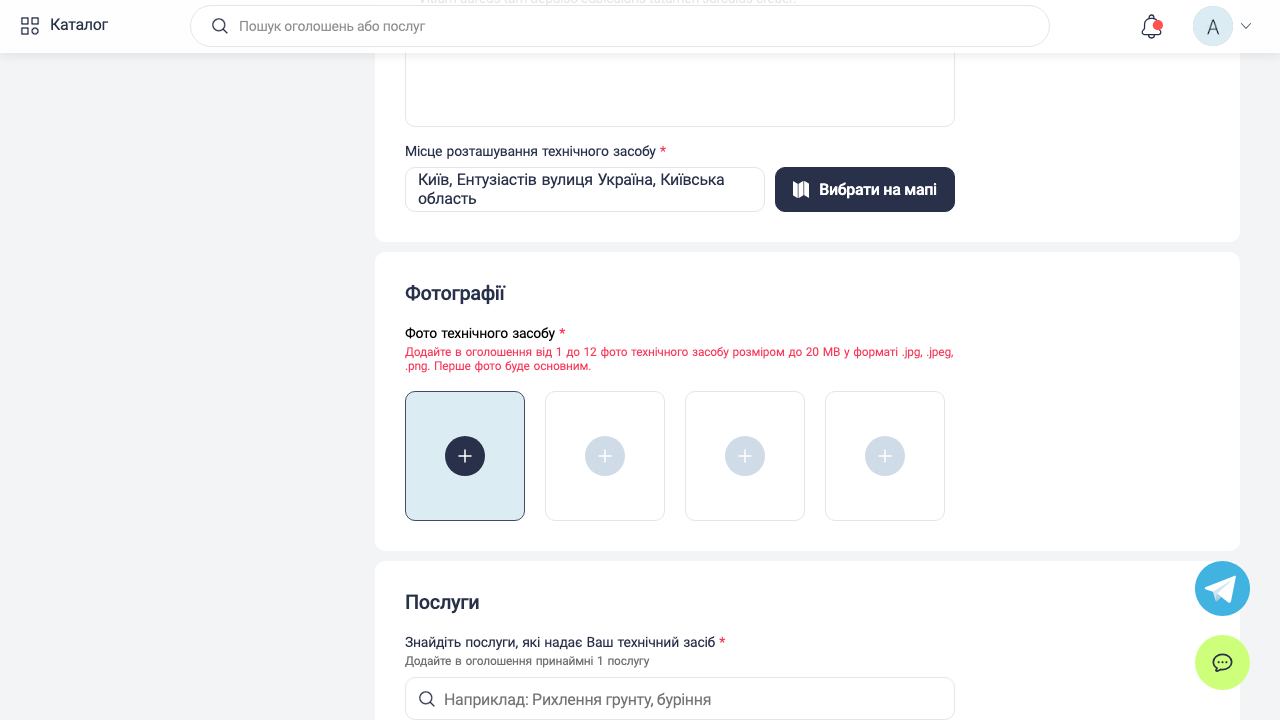 Каталог
Пошук оголошень або послуг
A
Місце розташування технічного засобу *
Київ, Ентузіастів вулиця Україна, Київська
область
Вибрати на мапі
Фотографії
Фото технічного засобу *
Додайте в оголошення від 1 до 12 фото технічного засобу розміром до 20 МВ у форматі .jpg, .jpeg,
.png. Перше фото буде основним.
Послуги
Знайдіть послуги, які надає Ваш технічний засіб *
Додайте в оголошення принаймні 1 послугу
Наприклад: Рихлення грунту, буріння